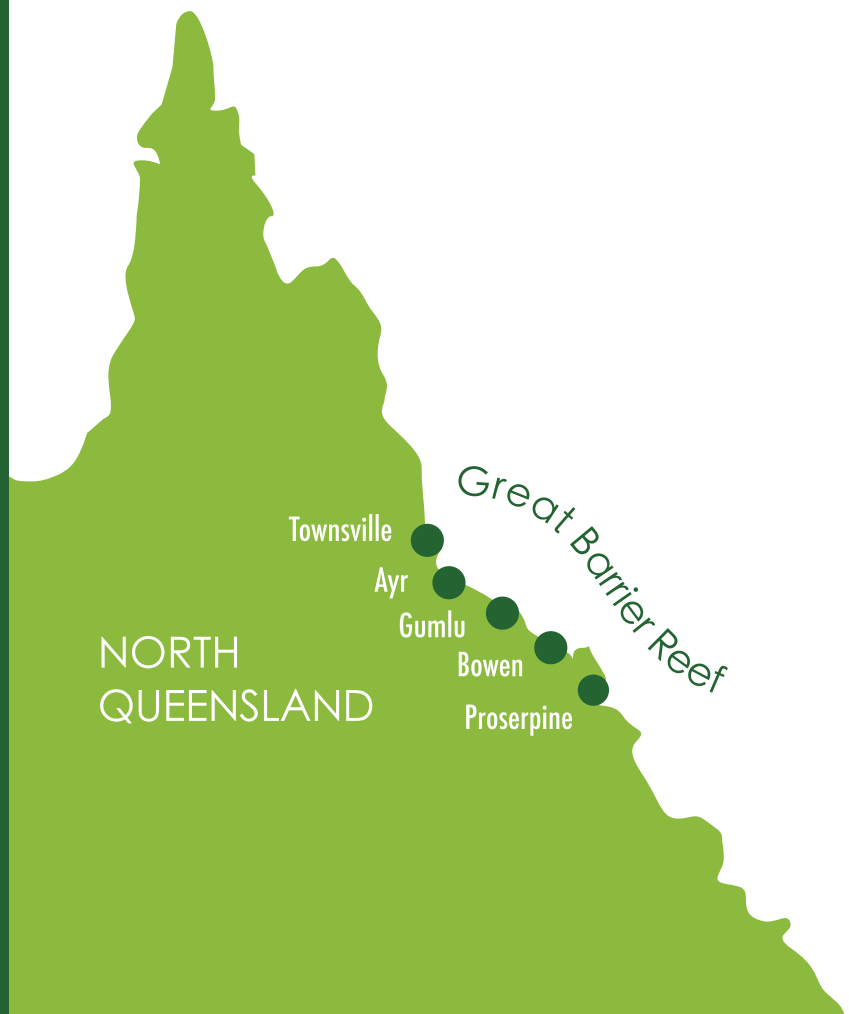 Great Barrier Reef
Townsville
Ayr
Gumlu
Bowen
Proserpine
NORTH
QUEENSLAND